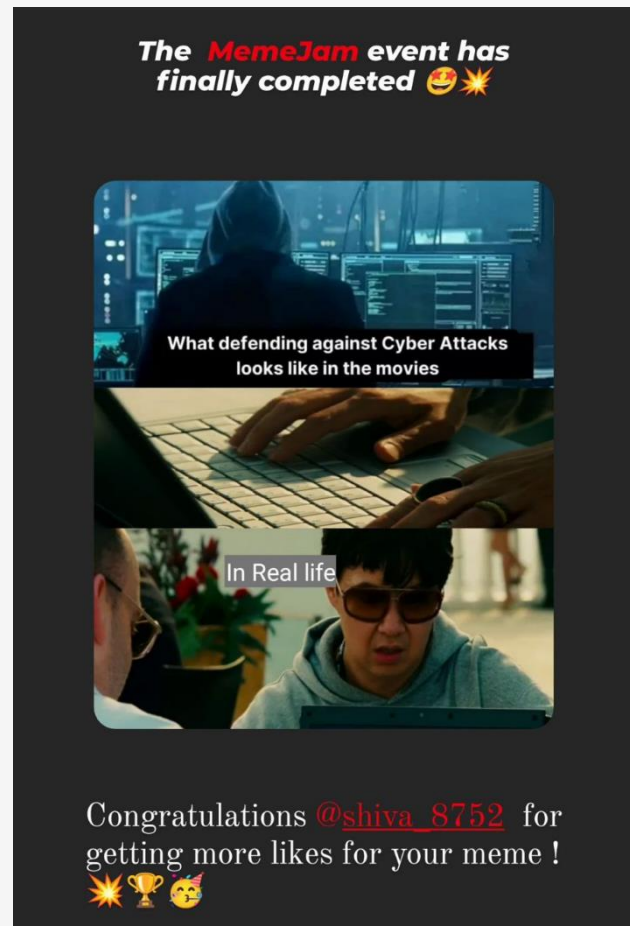 The MemeJam event has
finally completed 🤩💥
What defending against Cyber Attacks
looks like in the movies
In Real life
Congratulations @shiva_8752 for
getting more likes for your meme !
💥🏆🥳